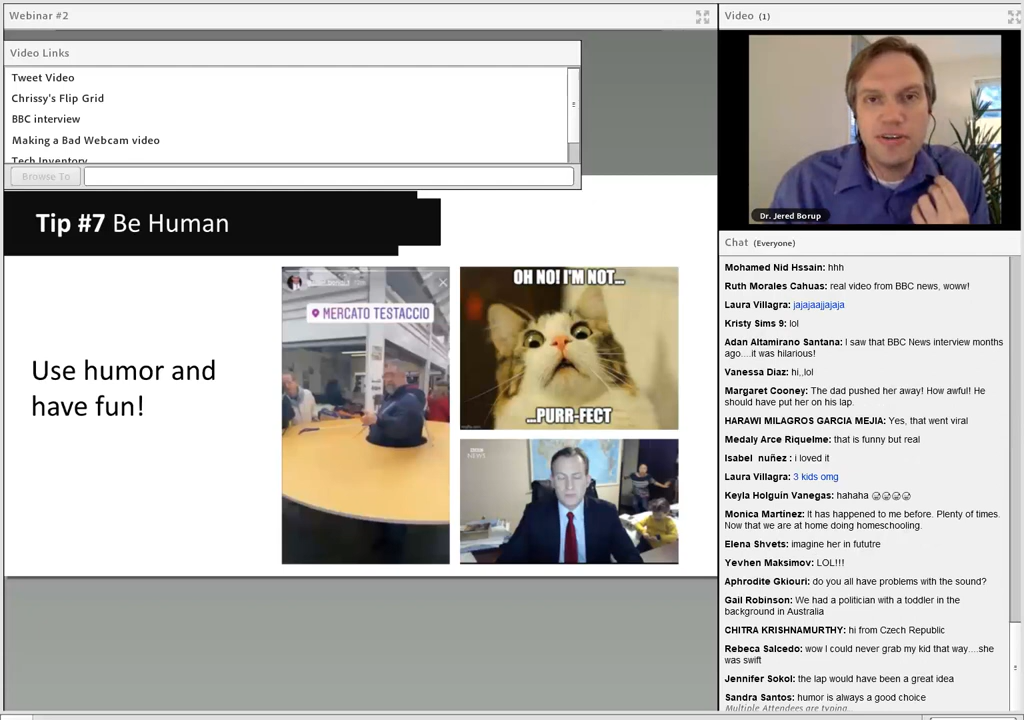 Webinar #2
Video Links
Tweet Video
Chrissy's Flip Grid
BBC interview
Making a Bad Webcam video
Tech Inventory
Browse To
Tip #7 Be Human
Use humor and
have fun!
MERCATO TESTACCIO
OH NO! I'M NOT...
...PURR-FECT
imgflip.com
BBC
NEWS
Video (1)
Dr. Jered Borup
Chat (Everyone)
Mohamed Nid Hssain: hhh
Ruth Morales Cahuas: real video from BBC news, woww!
Laura Villagra: jajajaajjajaja
Kristy Sims 9: lol
Adan Altamirano Santana: I saw that BBC News interview months
ago....it was hilarious!
Vanessa Diaz: hi,.lol
Margaret Cooney: The dad pushed her away! How awful! He
should have put her on his lap.
HARAWI MILAGROS GARCIA MEJIA: Yes, that went viral
Medaly Arce Riquelme: that is funny but real
Isabel nuñez : i loved it
Laura Villagra: 3 kids omg
Keyla Holguín Vanegas: hahaha
Monica Martínez: It has happened to me before. Plenty of times.
Now that we are at home doing homeschooling.
Elena Shvets: imagine her in fututre
Yevhen Maksimov: LOL!!!
Aphrodite Gkiouri: do you all have problems with the sound?
Gail Robinson: We had a politician with a toddler in the
background in Australia
CHITRA KRISHNAMURTHY: hi from Czech Republic
Rebeca Salcedo: wow I could never grab my kid that way....she
was swift
Jennifer Sokol: the lap would have been a great idea
Sandra Santos: humor is always a good choice
Multiple Attendees are typing...